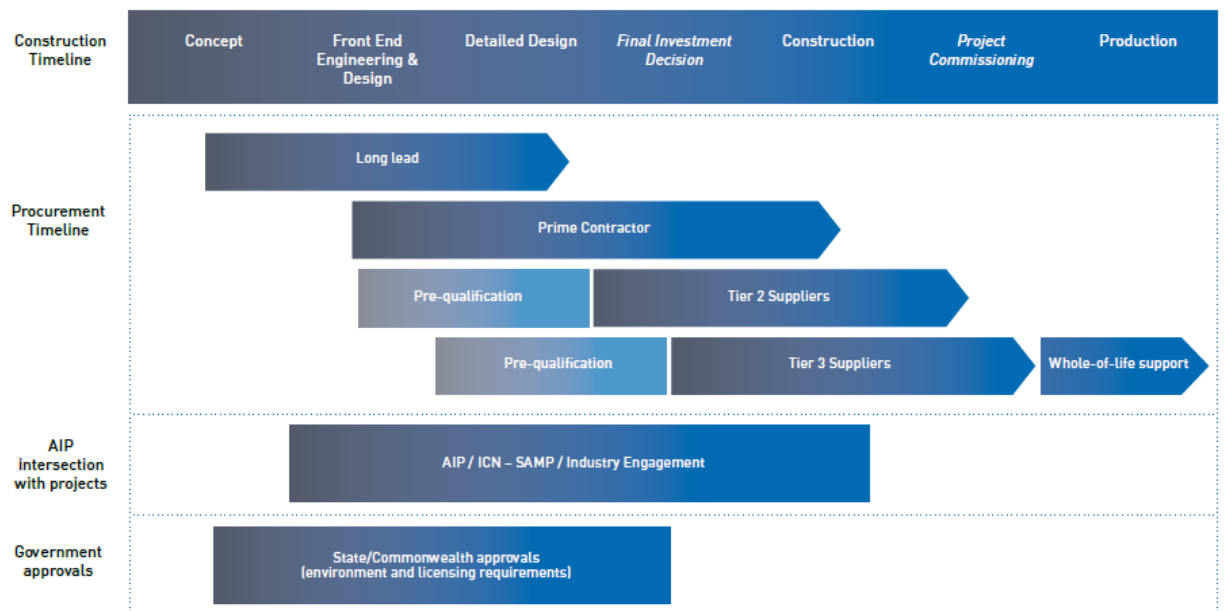 Construction
Timeline
Concept
Front End
Engineering &
Design
Detailed Design
Final Investment
Decision
Construction
Project
Commissioning
Production
Procurement
Timeline
Long lead
Prime Contractor
Pre-qualification
Tier 2 Suppliers
Pre-qualification
Tier 3 Suppliers
Whole-of-life support
AIP
intersection
with projects
AIP / ICN – SAMP / Industry Engagement
Government
approvals
State/Commonwealth approvals
(environment and licensing requirements)